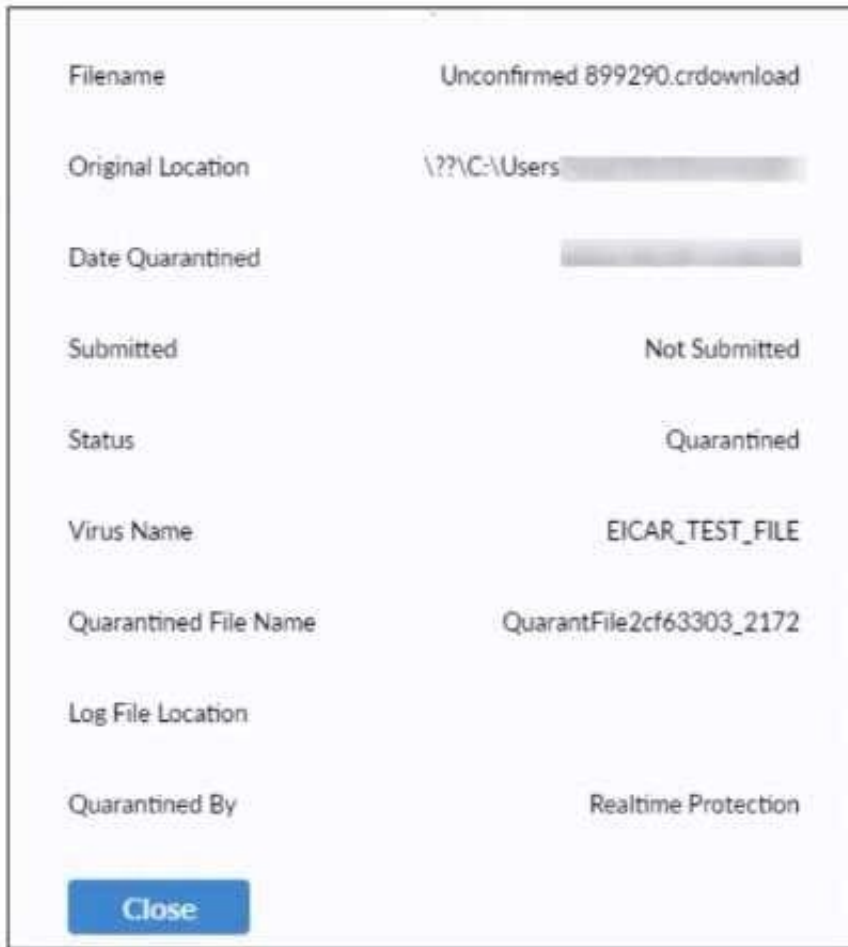 Filename Unconfirmed 899290.crdownload
Original Location \??\C:\Users
Date Quarantined
Submitted Not Submitted
Status Quarantined
Virus Name EICAR_TEST_FILE
Quarantined File Name QuarantFile2cf63303_2172
Log File Location
Quarantined By Realtime Protection
Close